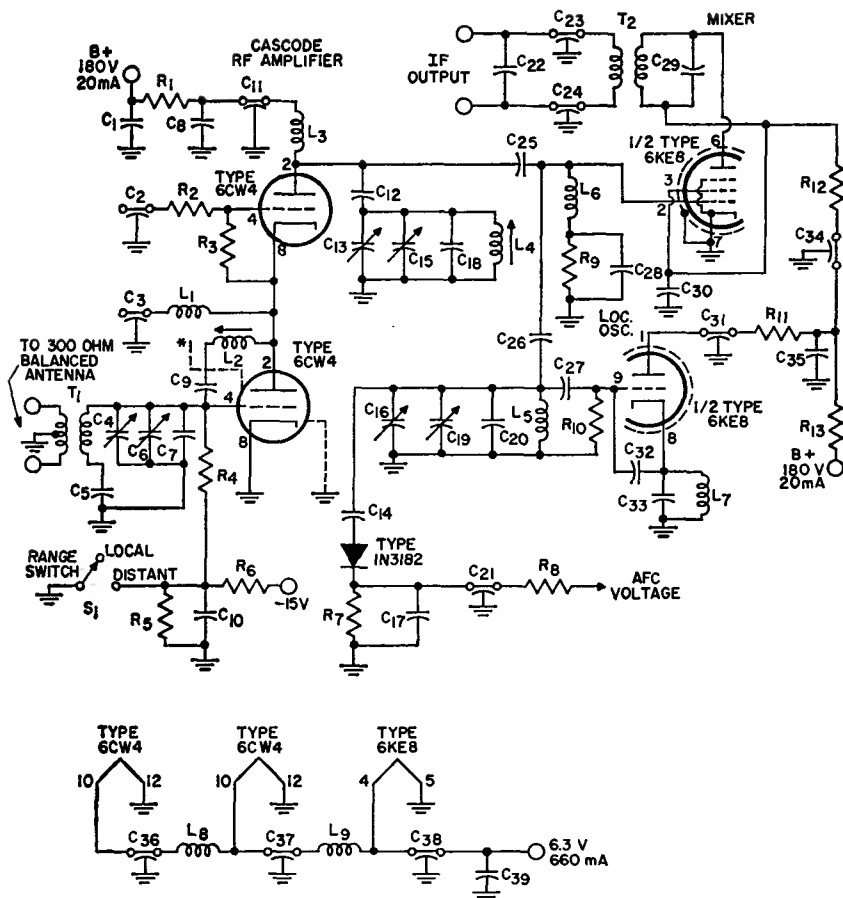 C23
T2
MIXER
CASCODE
RF AMPLIFIER
B+
180V
20mA
R1
C11
IF
OUTPUT
C22
C29
C24
C1
C8
L3
2
C25
6
1/2 TYPE
6KE8
TYPE
6CW4
C2
R2
4
C12
L6
3
2
R12
R3
8
C13
C15
C18
L4
R9
C28
7
C34
C30
C3
L1
LOC.
OSC.
C31
R11
TO 300 OHM
BALANCED
ANTENNA
*
L2
2
TYPE
6CW4
C26
1
C35
C9
C27
T1
4
9
C4
C6
C7
C16
C19
C20
L5
R10
1/2 TYPE
6KE8
R13
8
8
R4
C32
B+
180V
20mA
C5
C33
L7
C14
RANGE
SWITCH
LOCAL
DISTANT
R6
TYPE
1N3182
C21
R8
AFC
VOLTAGE
S1
-15V
R5
C10
R7
C17
TYPE
6CW4
TYPE
6CW4
TYPE
6KE8
10
12
10
12
4
5
C36
L8
C37
L9
C38
6.3 V
660 mA
C39